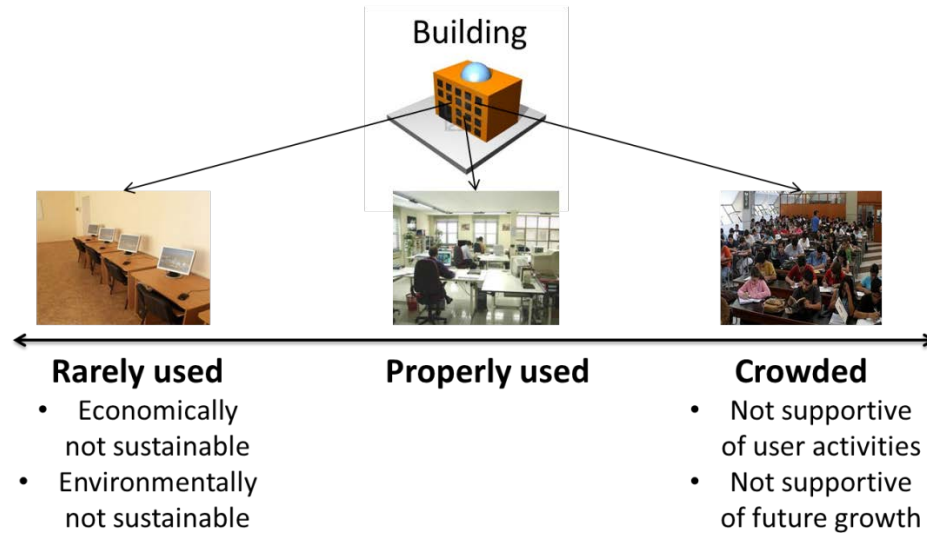 Building
Rarely used
• Economically
not sustainable
• Environmentally
not sustainable
Properly used
Crowded
• Not supportive
of user activities
• Not supportive
of future growth